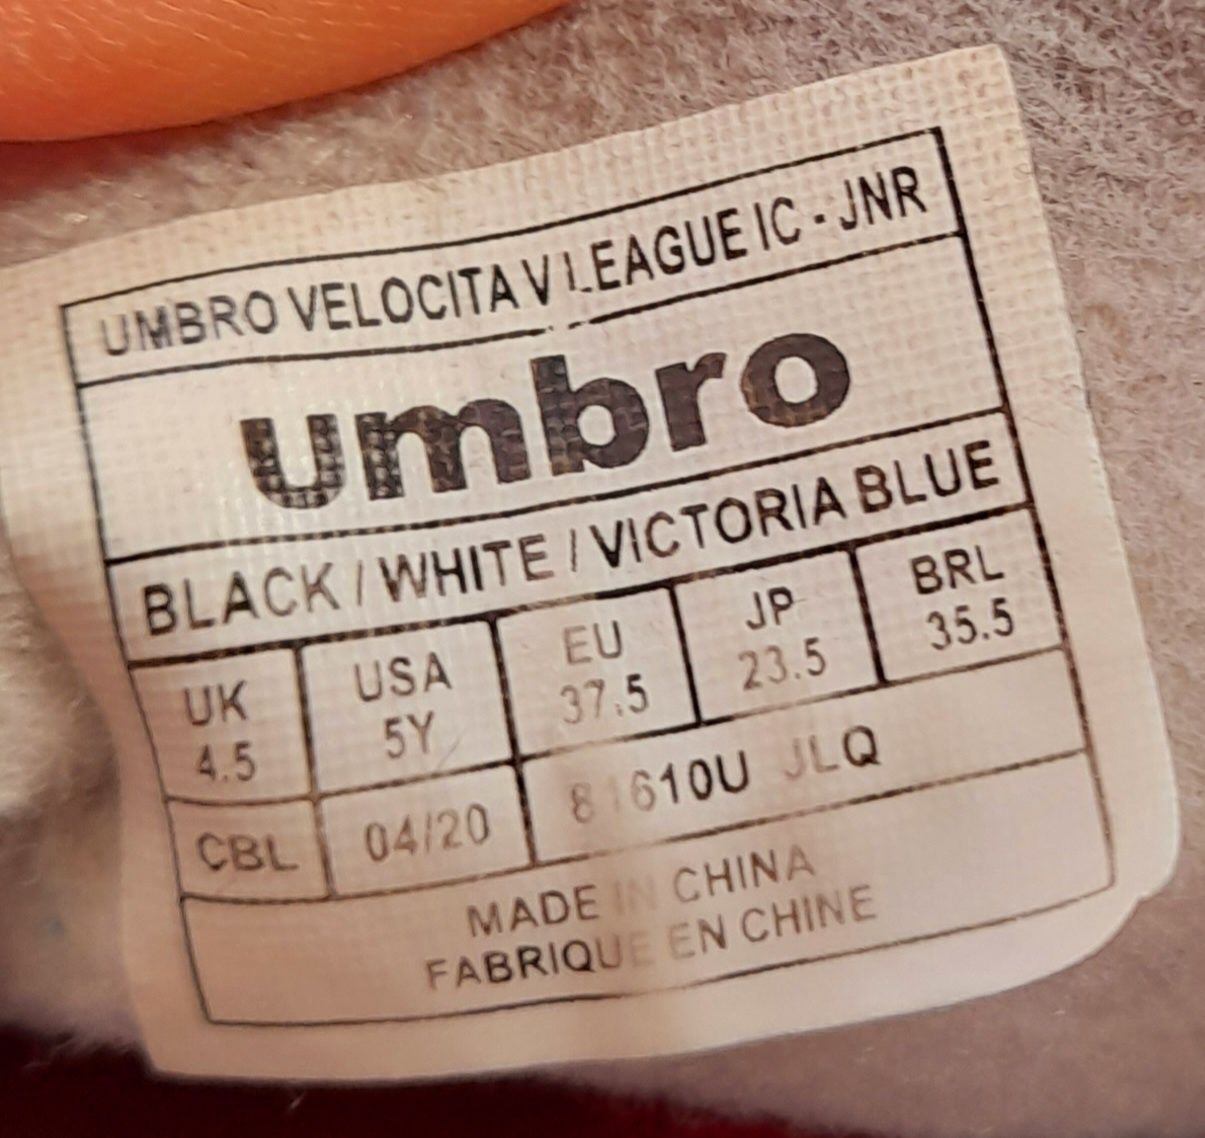 UMBRO VELOCITA V LEAGUE IC - JNR
umbro
BLACK / WHITE / VICTORIA BLUE
UK USA EU JP BRL
4.5 5Y 37.5 23.5 35.5
CBL 04/20 81610U JLQ
MADE IN CHINA
FABRIQUE EN CHINE